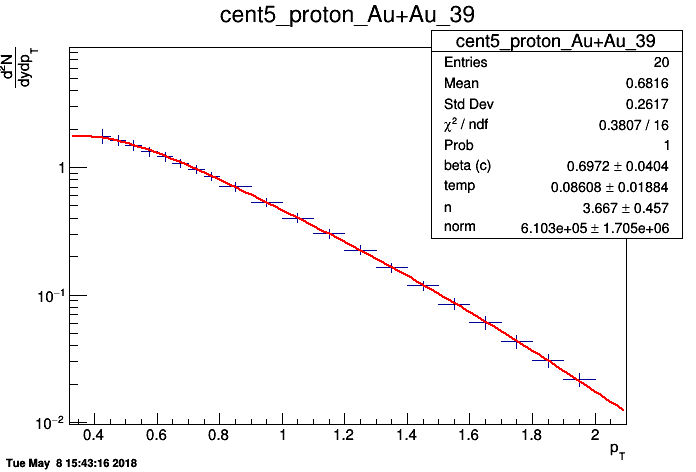 cent5_proton_Au+Au_39
d²N
dydp_T
cent5_proton_Au+Au_39
Entries 20
Mean 0.6816
Std Dev 0.2617
χ² / ndf 0.3807 / 16
Prob 1
beta (c) 0.6972 ± 0.0404
temp 0.08608 ± 0.01884
n 3.667 ± 0.457
norm 6.103e+05 ± 1.705e+06
1
10⁻¹
10⁻²
0.4 0.6 0.8 1 1.2 1.4 1.6 1.8 2
p_T
Tue May 8 15:43:16 2018